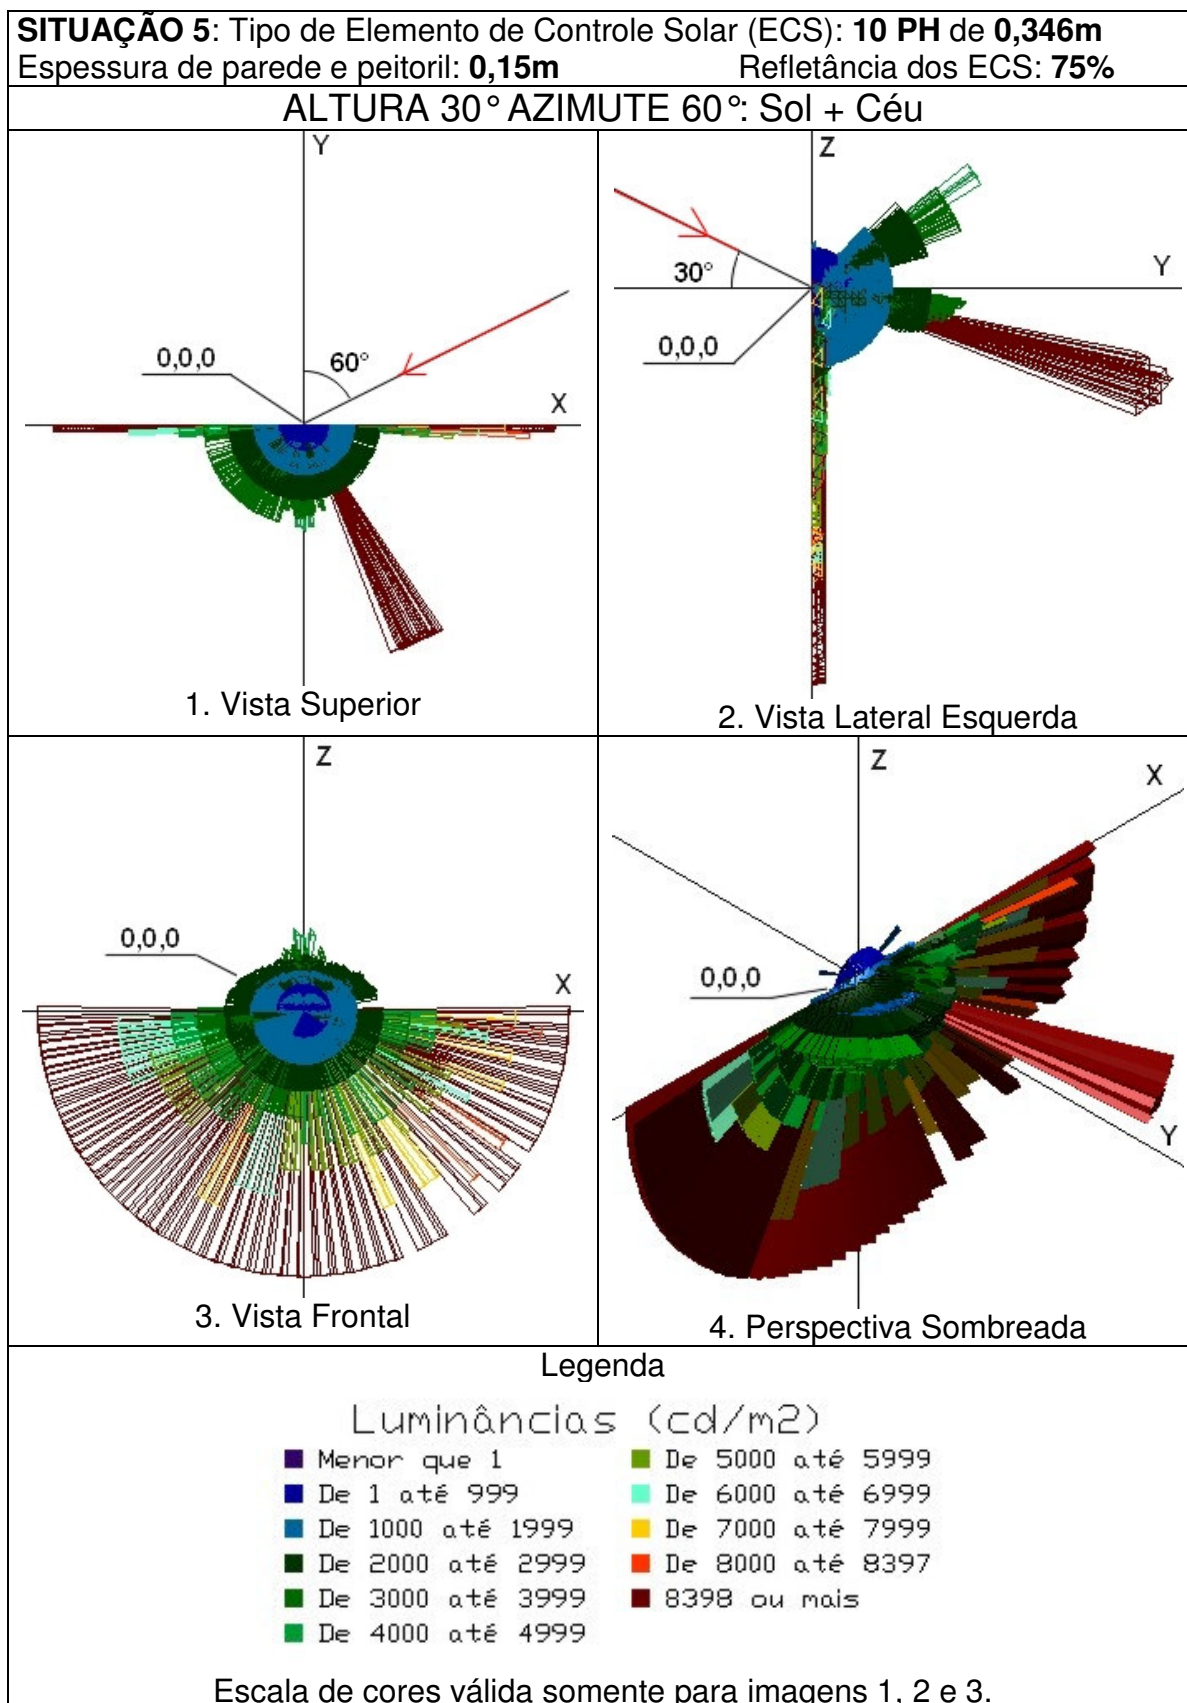 SITUAÇÃO 5: Tipo de Elemento de Controle Solar (ECS): 10 PH de 0,346m
Espessura de parede e peitoril: 0,15m Refletância dos ECS: 75%
ALTURA 30° AZIMUTE 60°: Sol + Céu
Y
0,0,0
60°
X
1. Vista Superior
Z
30°
Y
0,0,0
2. Vista Lateral Esquerda
Z
0,0,0
X
3. Vista Frontal
Z
X
0,0,0
Y
4. Perspectiva Sombreada
Legenda
Luminâncias (cd/m2)
Menor que 1
De 1 até 999
De 1000 até 1999
De 2000 até 2999
De 3000 até 3999
De 4000 até 4999
De 5000 até 5999
De 6000 até 6999
De 7000 até 7999
De 8000 até 8397
8398 ou mais
Escala de cores válida somente para imagens 1, 2 e 3.